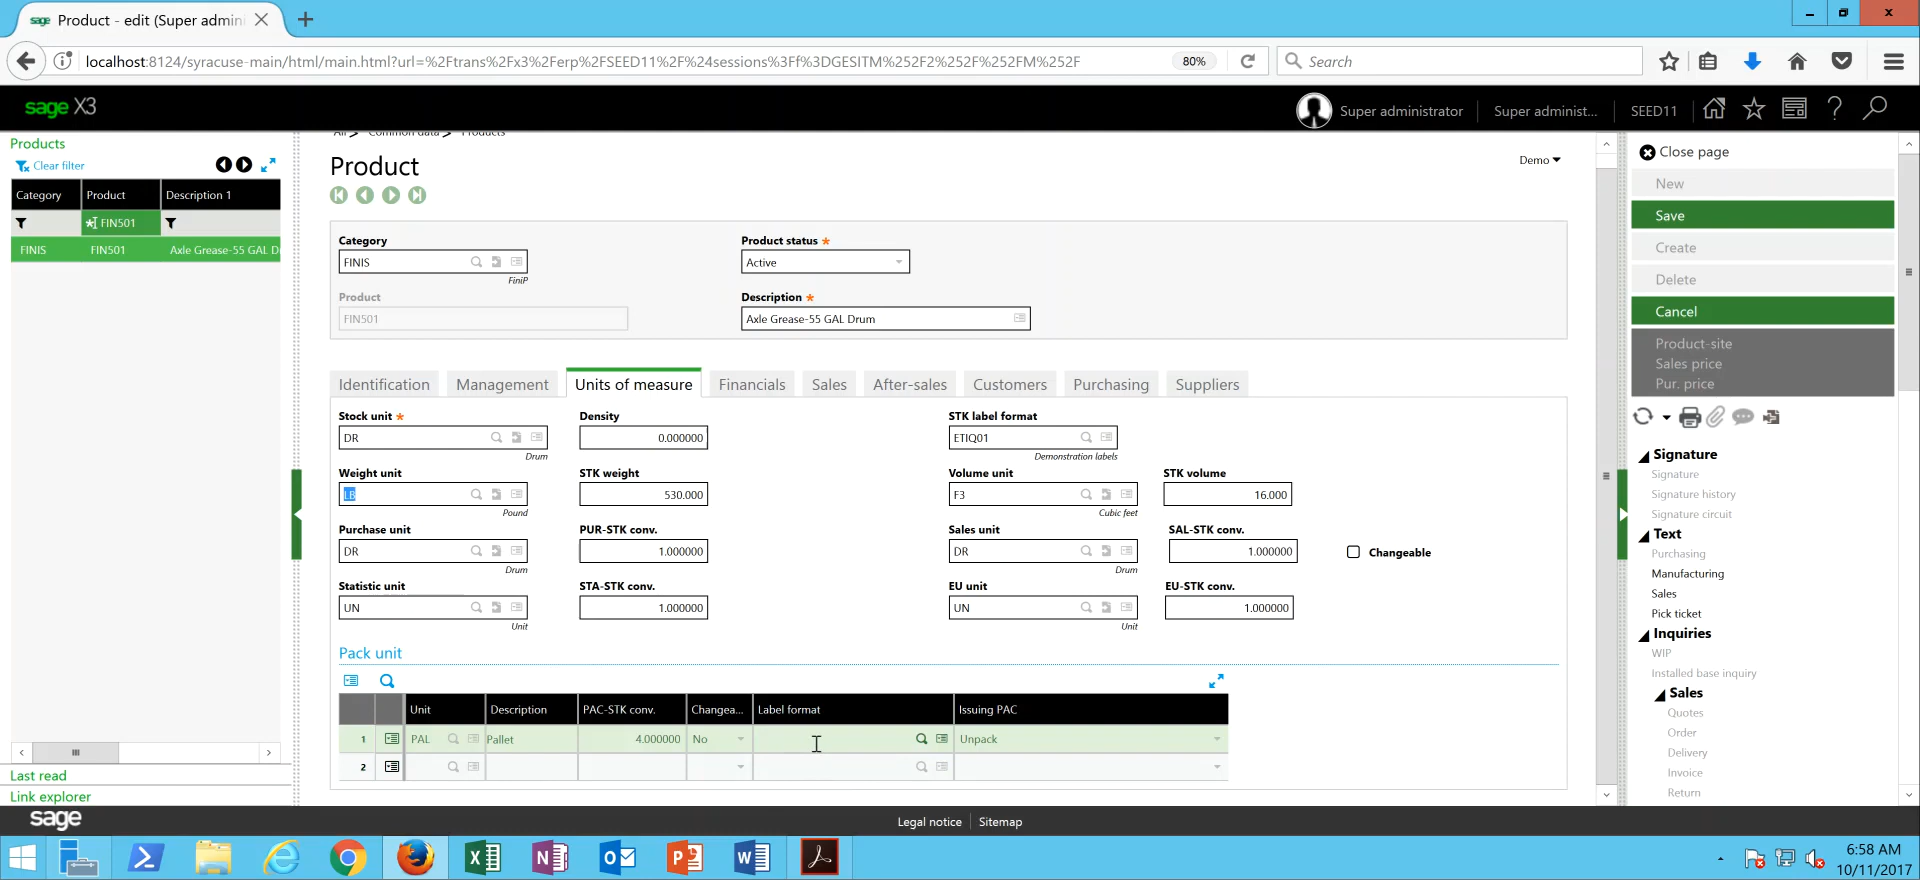 sage Product - edit (Super admini
localhost:8124/syracuse-main/html/main.html?url=%2Ftrans%2Fx3%2Ferp%2FSEED11%2F%24sessions%3Ff%3DGESITM%252F2%252F%252FM%252F
80%
Search
sage X3
Super administrator
Super administ...
SEED11
Products
Clear filter
Category
Product
Description 1
FIN501
FINIS
FIN501
Axle Grease-55 GAL D
Last read
Link explorer
All > Common data > Products
Product
Demo
Category
FINIS
FiniP
Product status *
Active
Product
FIN501
Description *
Axle Grease-55 GAL Drum
Identification
Management
Units of measure
Financials
Sales
After-sales
Customers
Purchasing
Suppliers
Stock unit *
DR
Drum
Density
0.000000
STK label format
ETIQ01
Demonstration labels
Weight unit
LB
Pound
STK weight
530.000
Volume unit
F3
Cubic feet
STK volume
16.000
Purchase unit
DR
Drum
PUR-STK conv.
1.000000
Sales unit
DR
Drum
SAL-STK conv.
1.000000
Changeable
Statistic unit
UN
Unit
STA-STK conv.
1.000000
EU unit
UN
Unit
EU-STK conv.
1.000000
Pack unit
Unit
Description
PAC-STK conv.
Changea...
Label format
Issuing PAC
1
PAL
Pallet
4.000000
No
Unpack
2
Close page
New
Save
Create
Delete
Cancel
Product-site
Sales price
Pur. price
Signature
Signature
Signature history
Signature circuit
Text
Purchasing
Manufacturing
Sales
Pick ticket
Inquiries
WIP
Installed base inquiry
Sales
Quotes
Order
Delivery
Invoice
Return
sage
Legal notice
Sitemap
6:58 AM
10/11/2017